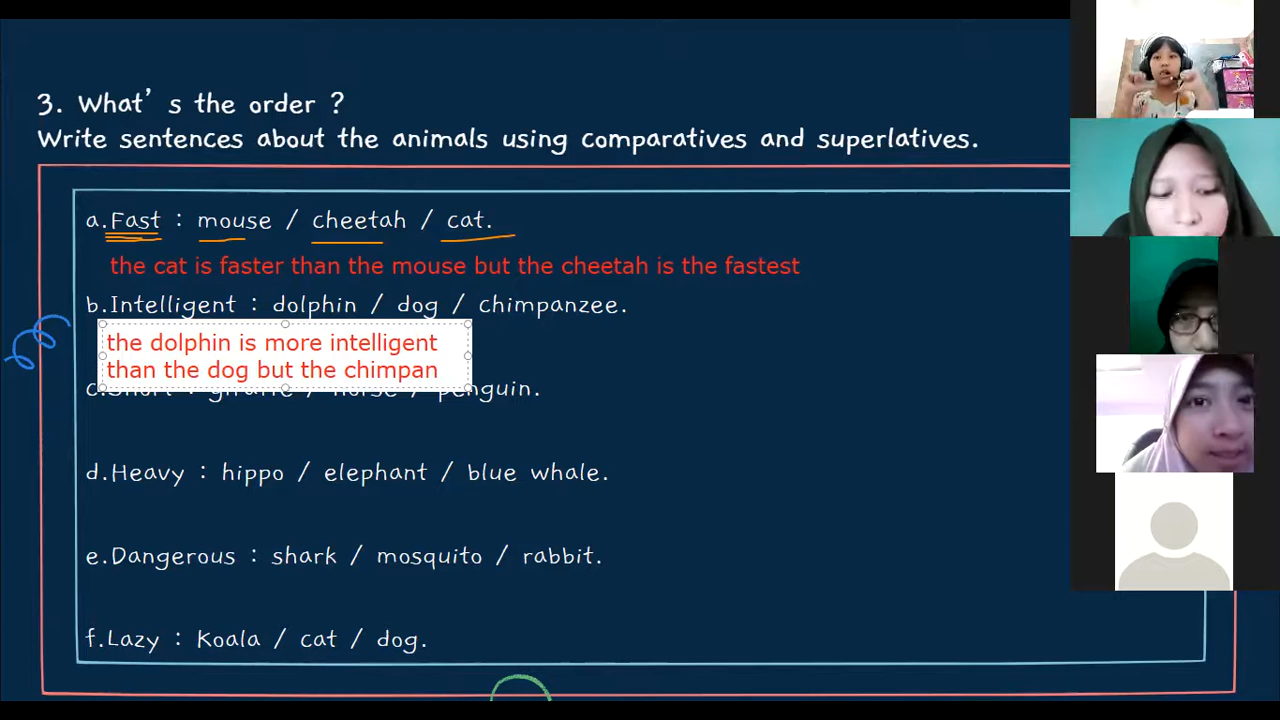 3. What's the order ?
Write sentences about the animals using comparatives and superlatives.
a.Fast : mouse / cheetah / cat.
the cat is faster than the mouse but the cheetah is the fastest
b.Intelligent : dolphin / dog / chimpanzee.
the dolphin is more intelligent
than the dog but the chimpan
c.Short : giraffe / horse / penguin.
d.Heavy : hippo / elephant / blue whale.
e.Dangerous : shark / mosquito / rabbit.
f.Lazy : Koala / cat / dog.